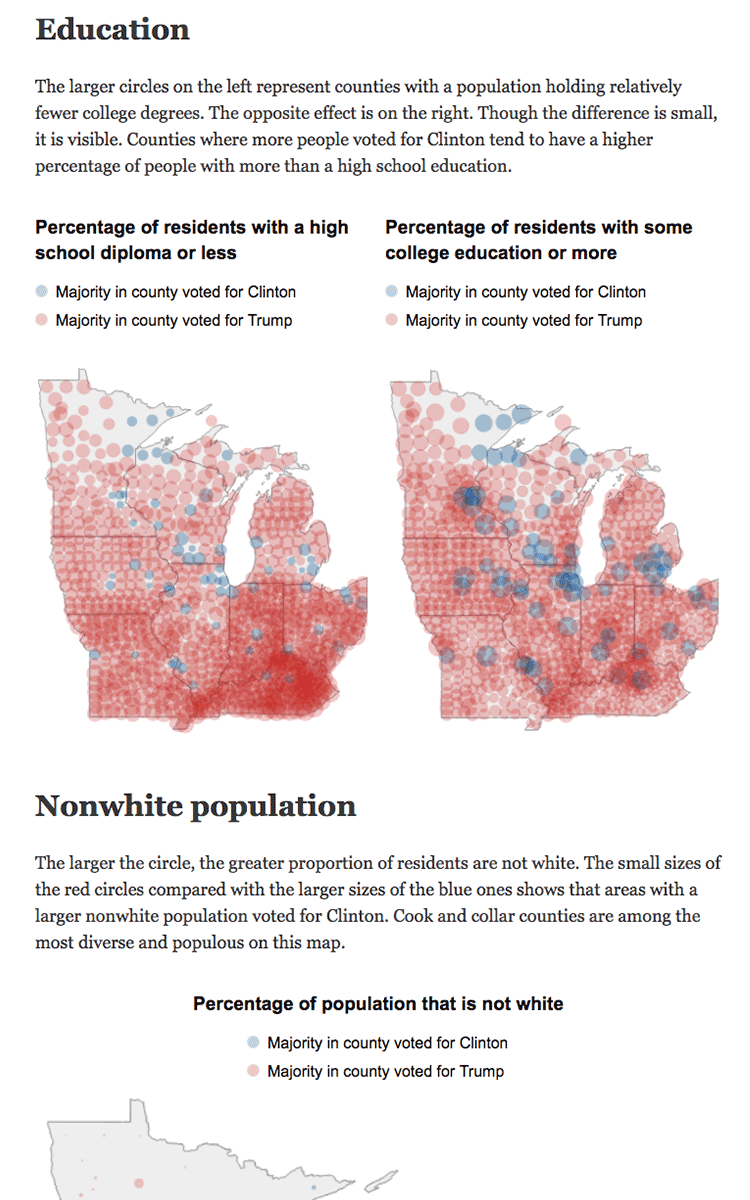 Education
The larger circles on the left represent counties with a population holding relatively
fewer college degrees. The opposite effect is on the right. Though the difference is small,
it is visible. Counties where more people voted for Clinton tend to have a higher
percentage of people with more than a high school education.
Percentage of residents with a high
school diploma or less
Majority in county voted for Clinton
Majority in county voted for Trump
Percentage of residents with some
college education or more
Majority in county voted for Clinton
Majority in county voted for Trump
Nonwhite population
The larger the circle, the greater proportion of residents are not white. The small sizes of
the red circles compared with the larger sizes of the blue ones shows that areas with a
larger nonwhite population voted for Clinton. Cook and collar counties are among the
most diverse and populous on this map.
Percentage of population that is not white
Majority in county voted for Clinton
Majority in county voted for Trump